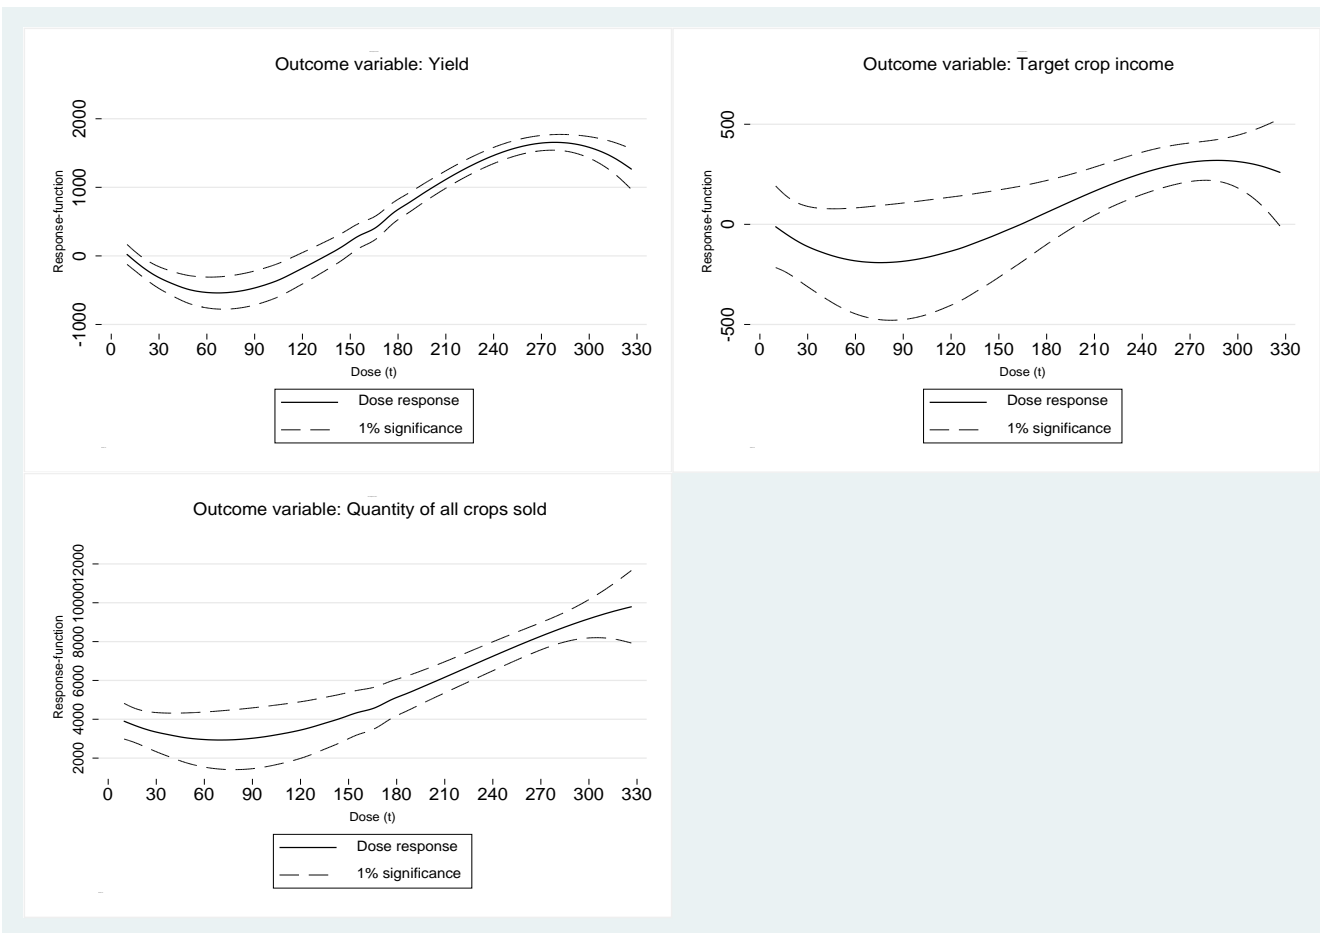 Outcome variable: Yield
Response-function
2000
1000
0
-1000
0 30 60 90 120 150 180 210 240 270 300 330
Dose (t)
Dose response
1% significance
Outcome variable: Target crop income
Response-function
500
0
-500
0 30 60 90 120 150 180 210 240 270 300 330
Dose (t)
Dose response
1% significance
Outcome variable: Quantity of all crops sold
Response-function
12000
10000
8000
6000
4000
2000
0 30 60 90 120 150 180 210 240 270 300 330
Dose (t)
Dose response
1% significance